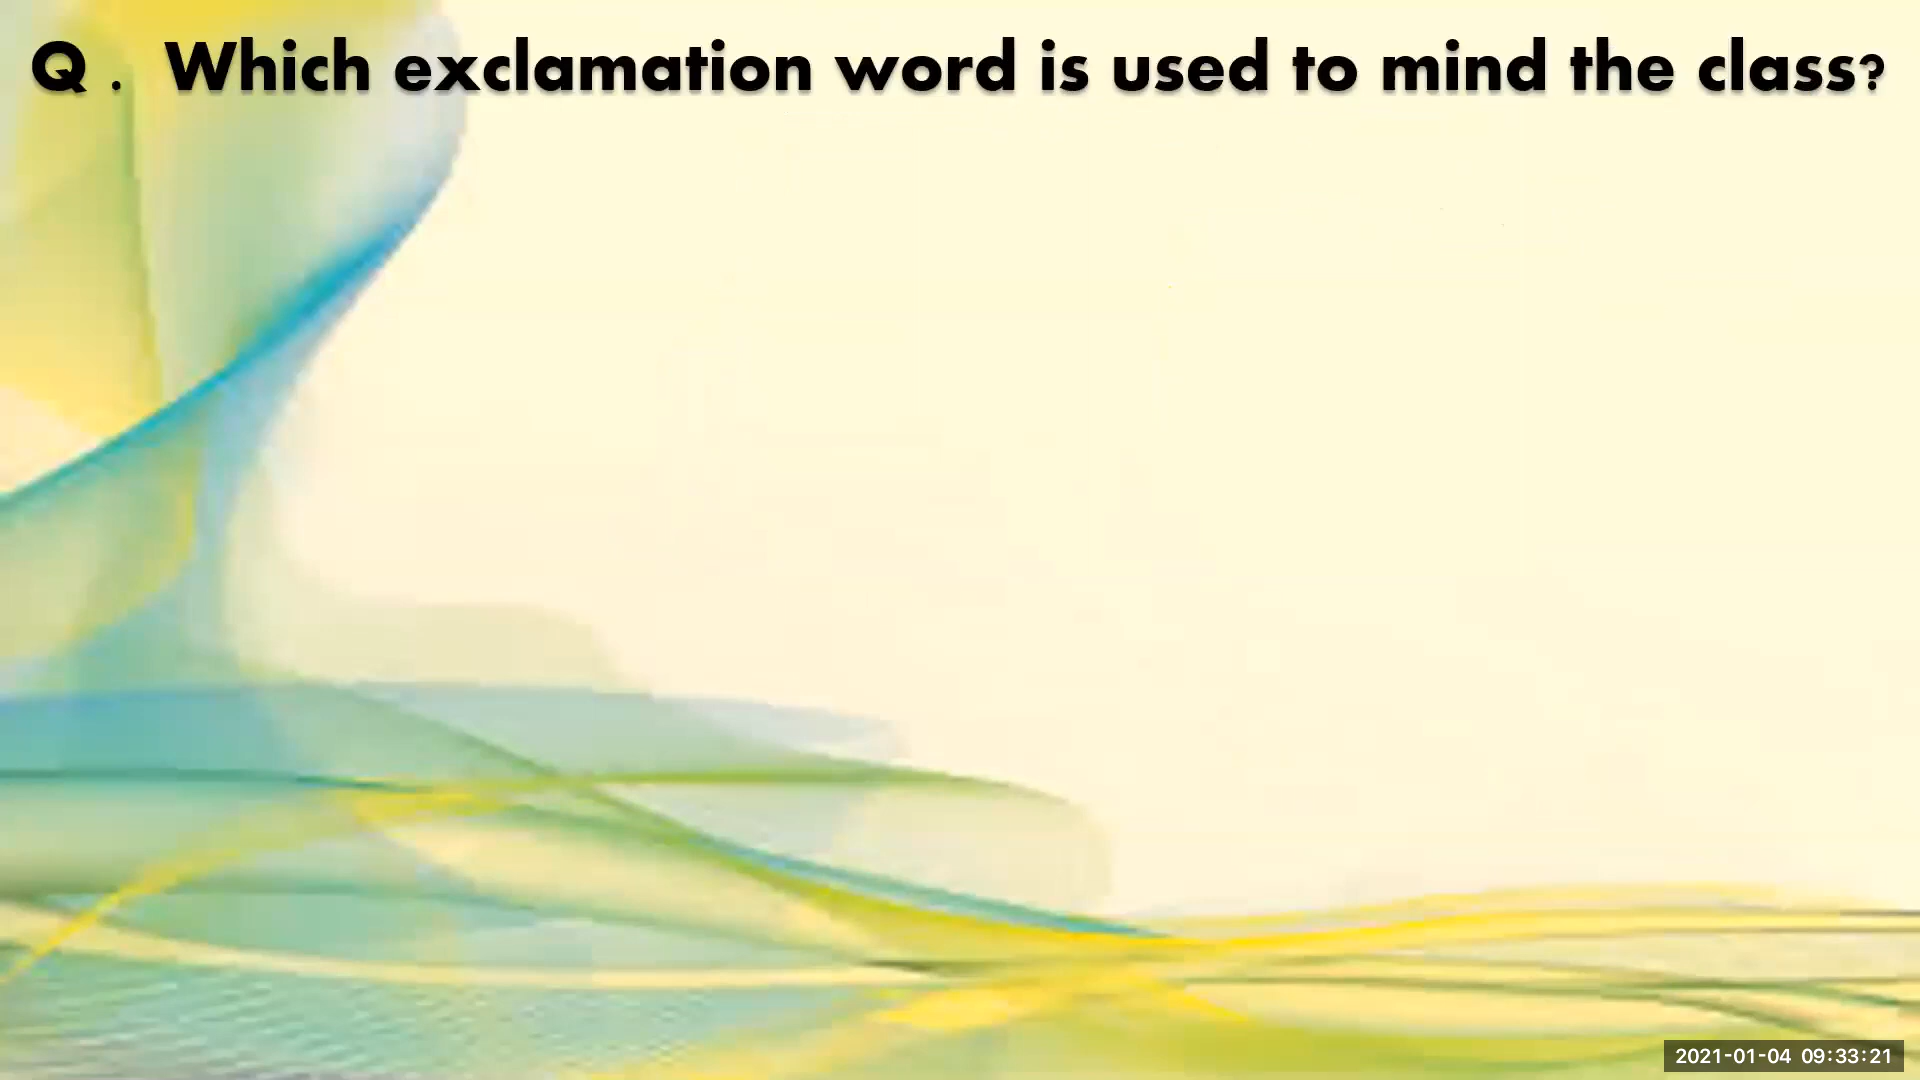 Q . Which exclamation word is used to mind the class?
2021-01-04 09:33:21